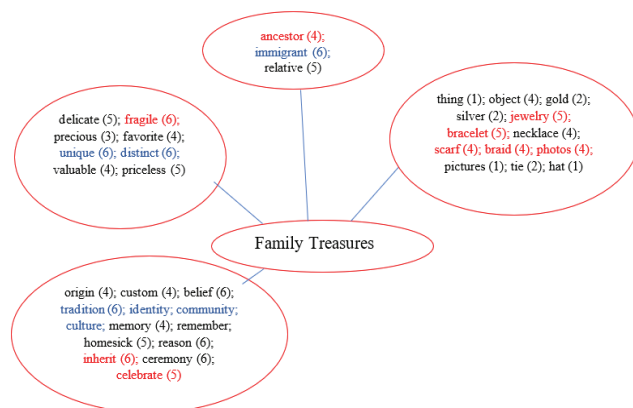 ancestor (4);
immigrant (6);
relative (5)
delicate (5); fragile (6);
precious (3); favorite (4);
unique (6); distinct (6);
valuable (4); priceless (5)
thing (1); object (4); gold (2);
silver (2); jewelry (5);
bracelet (5); necklace (4);
scarf (4); braid (4); photos (4);
pictures (1); tie (2); hat (1)
Family Treasures
origin (4); custom (4); belief (6);
tradition (6); identity; community;
culture; memory (4); remember;
homesick (5); reason (6);
inherit (6); ceremony (6);
celebrate (5)